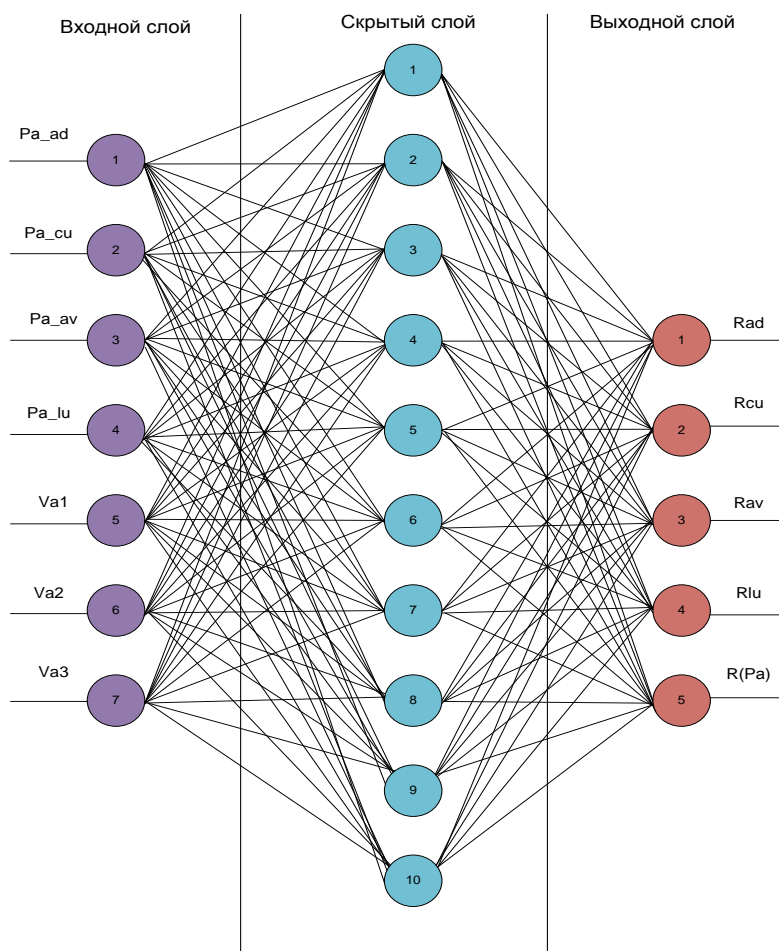 Входной слой
Скрытый слой
Выходной слой
Pa_ad
Pa_cu
Pa_av
Pa_lu
Va1
Va2
Va3
1
2
3
4
5
6
7
1
2
3
4
5
6
7
8
9
10
1
2
3
4
5
Rad
Rcu
Rav
Rlu
R(Pa)